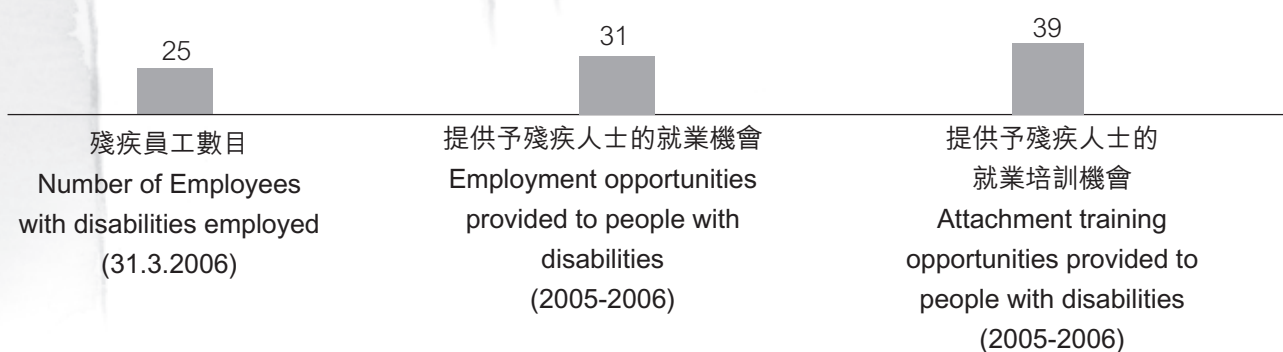 25
殘疾員工數目
Number of Employees
with disabilities employed
(31.3.2006)
31
提供予殘疾人士的就業機會
Employment opportunities
provided to people with
disabilities
(2005-2006)
39
提供予殘疾人士的
就業培訓機會
Attachment training
opportunities provided to
people with disabilities
(2005-2006)